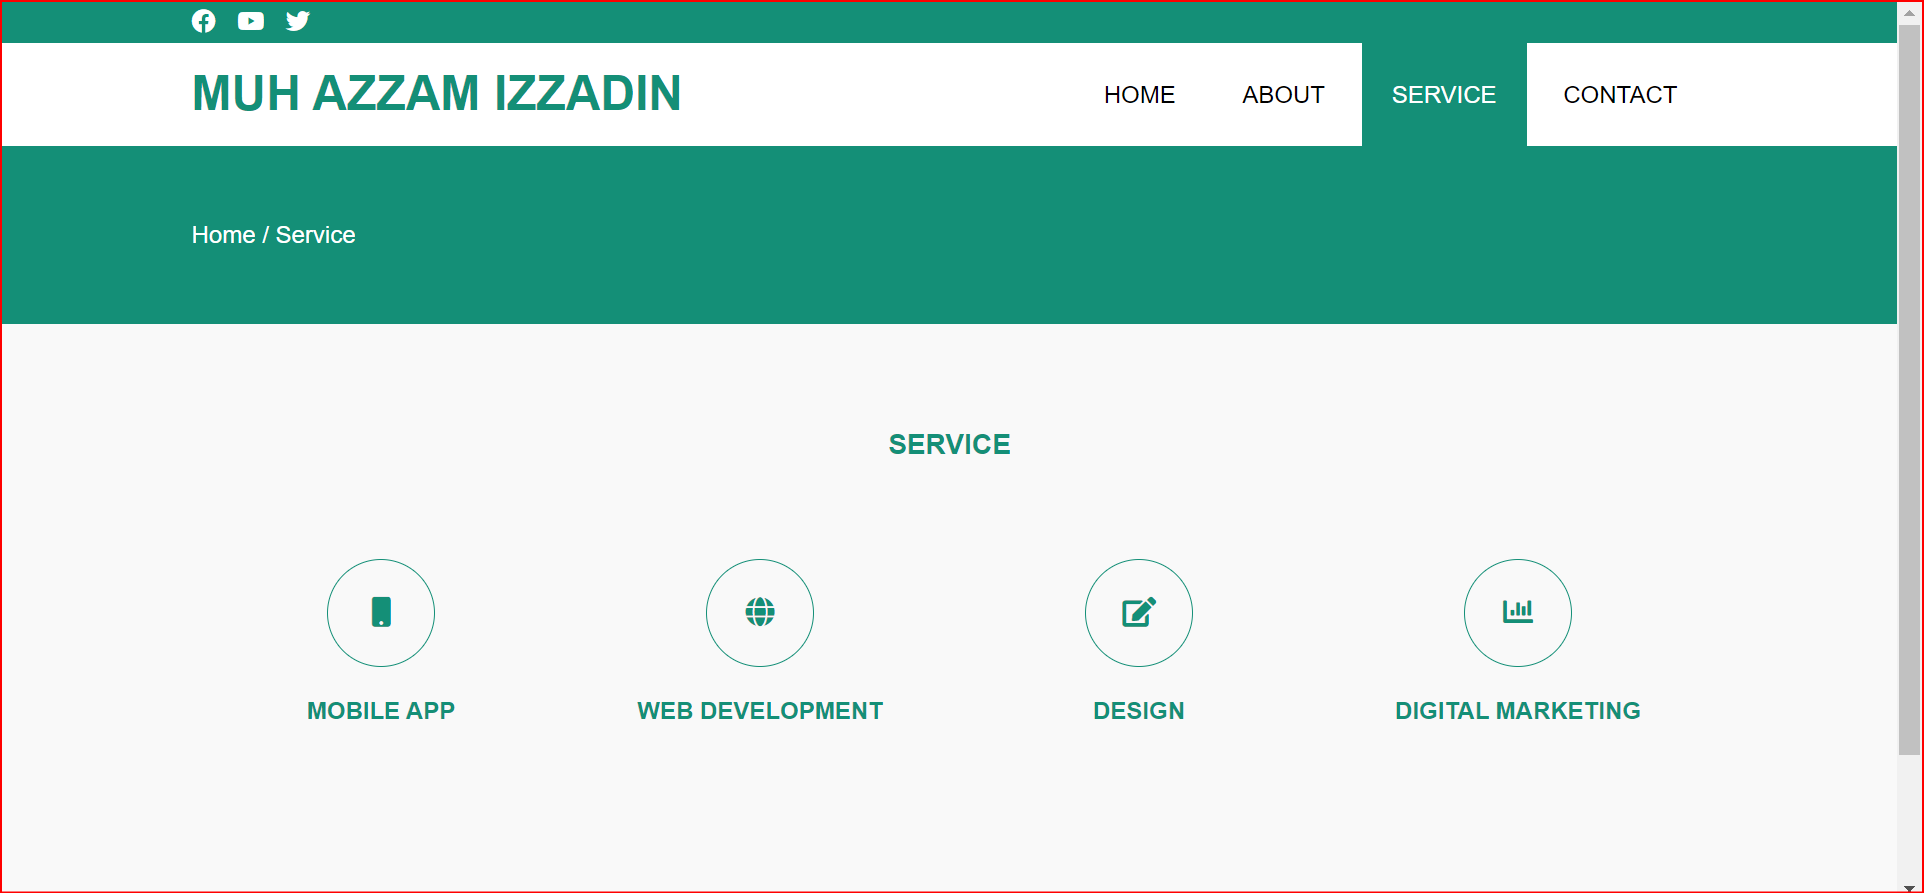 MUH AZZAM IZZADIN
HOME ABOUT SERVICE CONTACT
Home / Service
SERVICE
MOBILE APP
WEB DEVELOPMENT
DESIGN
DIGITAL MARKETING